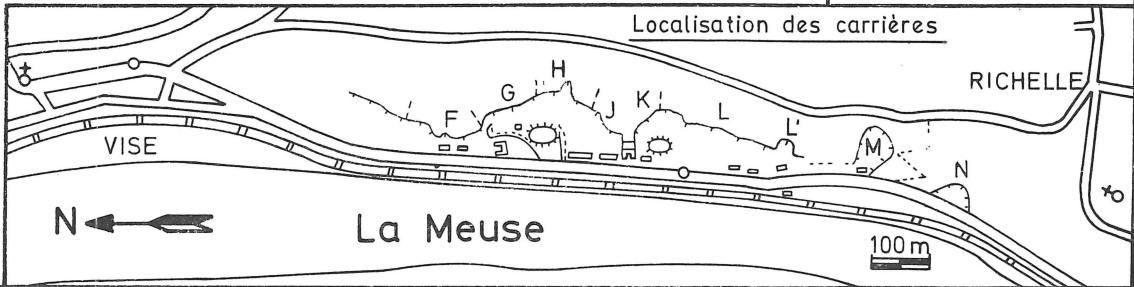 Localisation des carrières
H
RICHELLE
G
K
F
J
L
L'
M
VISE
N
N
La Meuse
100 m